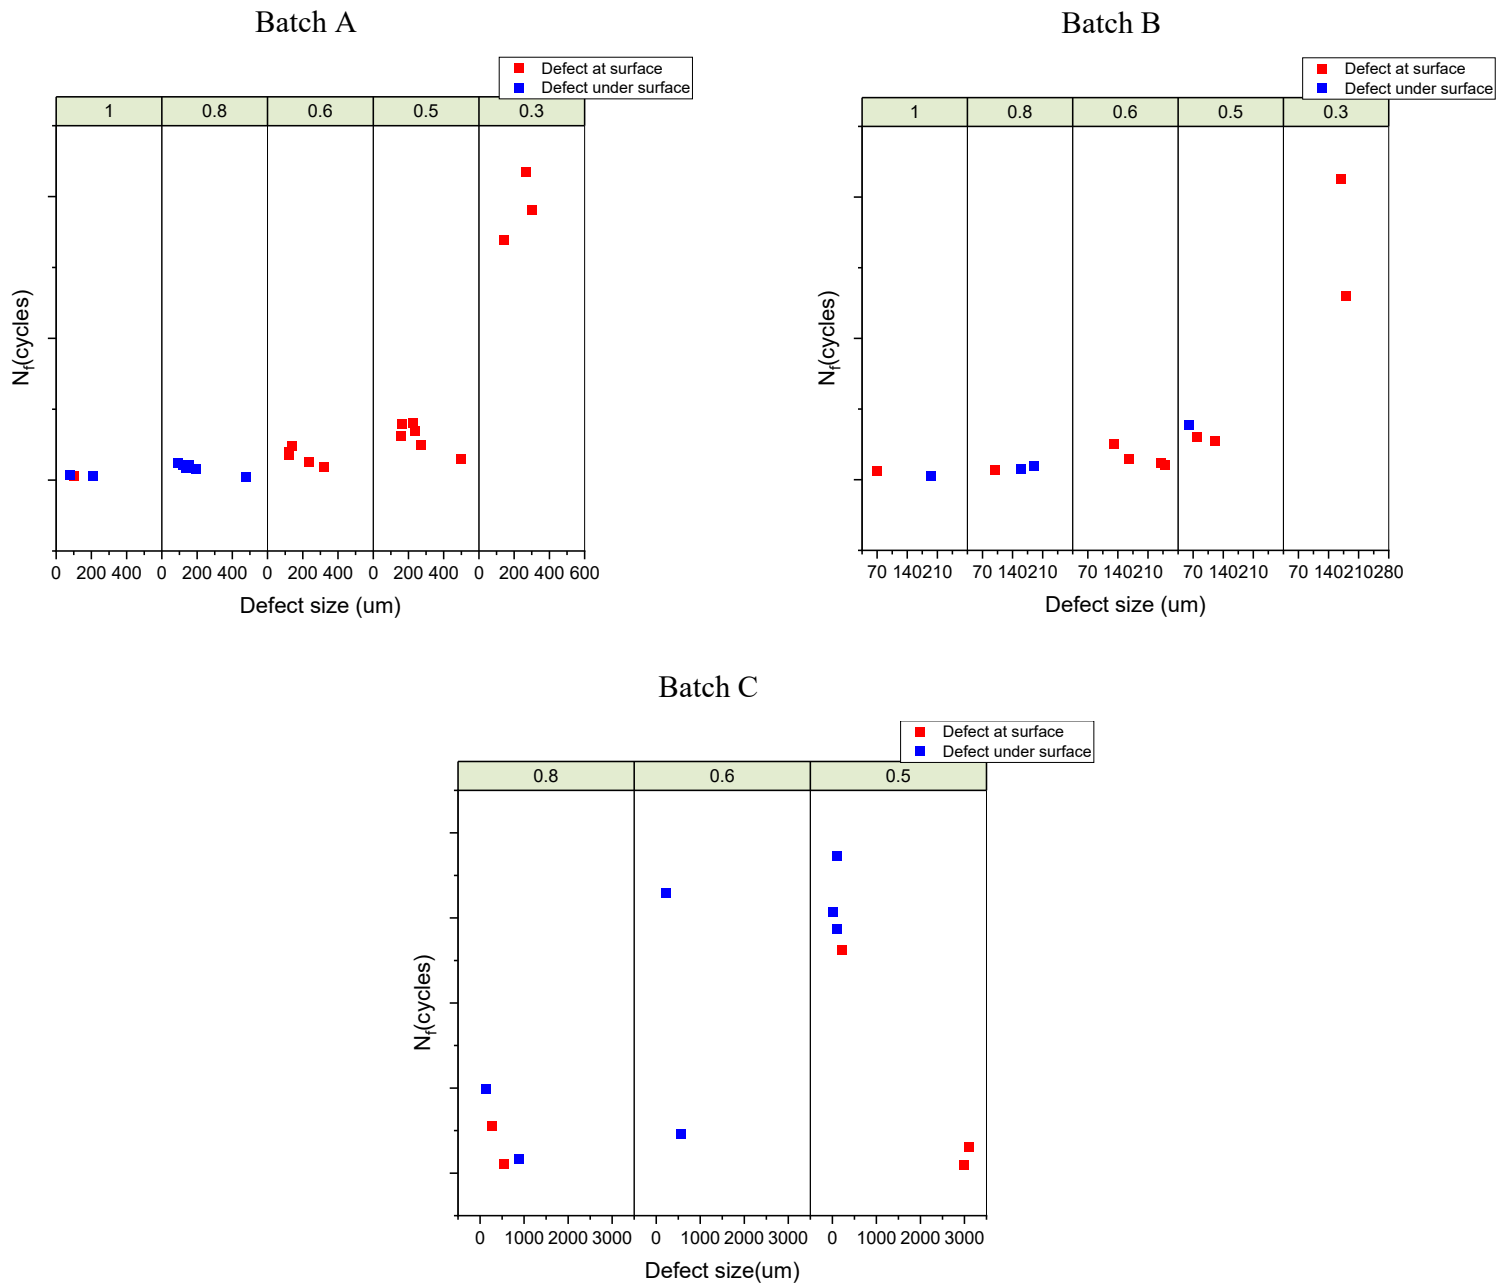 Batch A
Defect at surface
Defect under surface
1 0.8 0.6 0.5 0.3
Nf(cycles)
0 200 400 0 200 400 0 200 400 0 200 400 0 200 400 600
Defect size (um)
Batch B
Defect at surface
Defect under surface
1 0.8 0.6 0.5 0.3
Nf(cycles)
70 140210 70 140210 70 140210 70 140210 70 140210280
Defect size (um)
Batch C
Defect at surface
Defect under surface
0.8 0.6 0.5
Nf(cycles)
0 1000 2000 3000 0 1000 2000 3000 0 1000 2000 3000
Defect size(um)